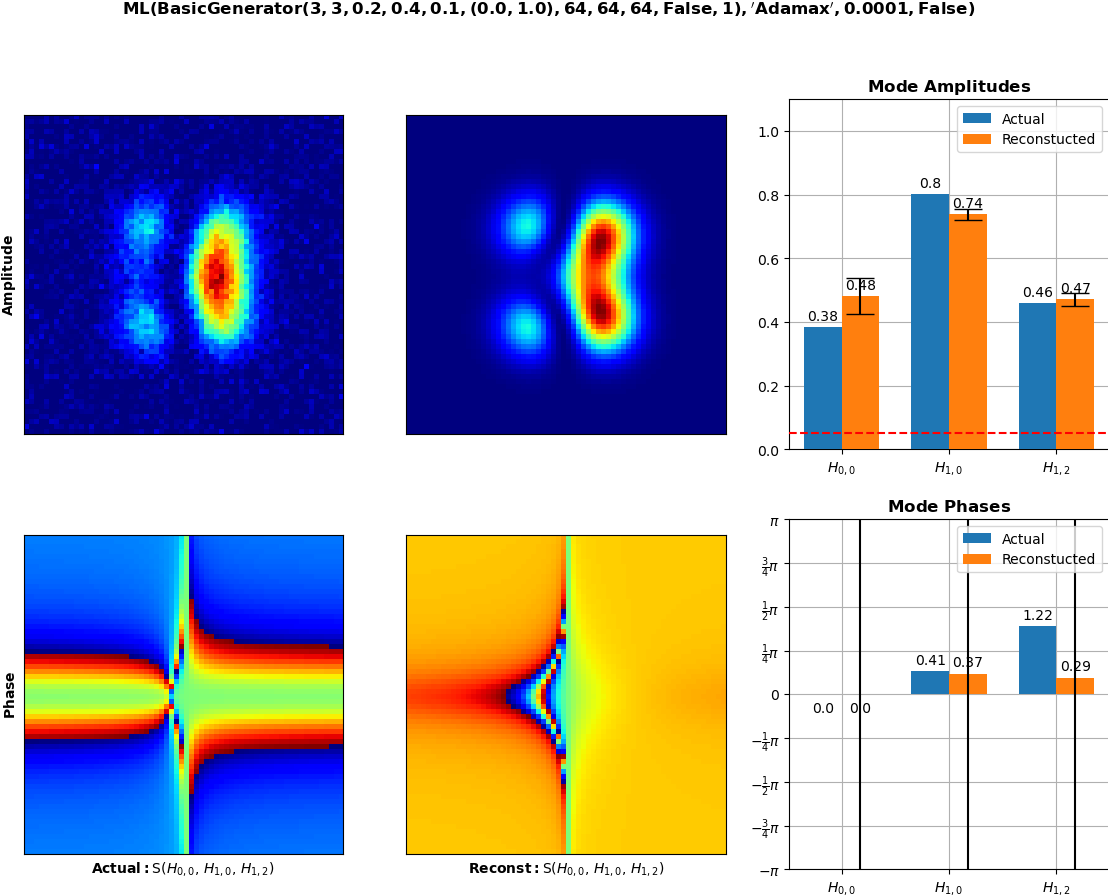 ML(BasicGenerator(3, 3, 0.2, 0.4, 0.1, (0.0, 1.0), 64, 64, 64, False, 1), ′Adamax′, 0.0001, False)
Amplitude
Mode Amplitudes
Actual
Reconstucted
1.0
0.8
0.6
0.4
0.2
0.0
0.38
0.48
0.8
0.74
0.46
0.47
H0,0
H1,0
H1,2
Phase
Actual: S(H0,0, H1,0, H1,2)
Reconst: S(H0,0, H1,0, H1,2)
Mode Phases
Actual
Reconstucted
π
3/4π
1/2π
1/4π
0
−1/4π
−1/2π
−3/4π
−π
0.0
0.0
0.41
0.37
1.22
0.29
H0,0
H1,0
H1,2